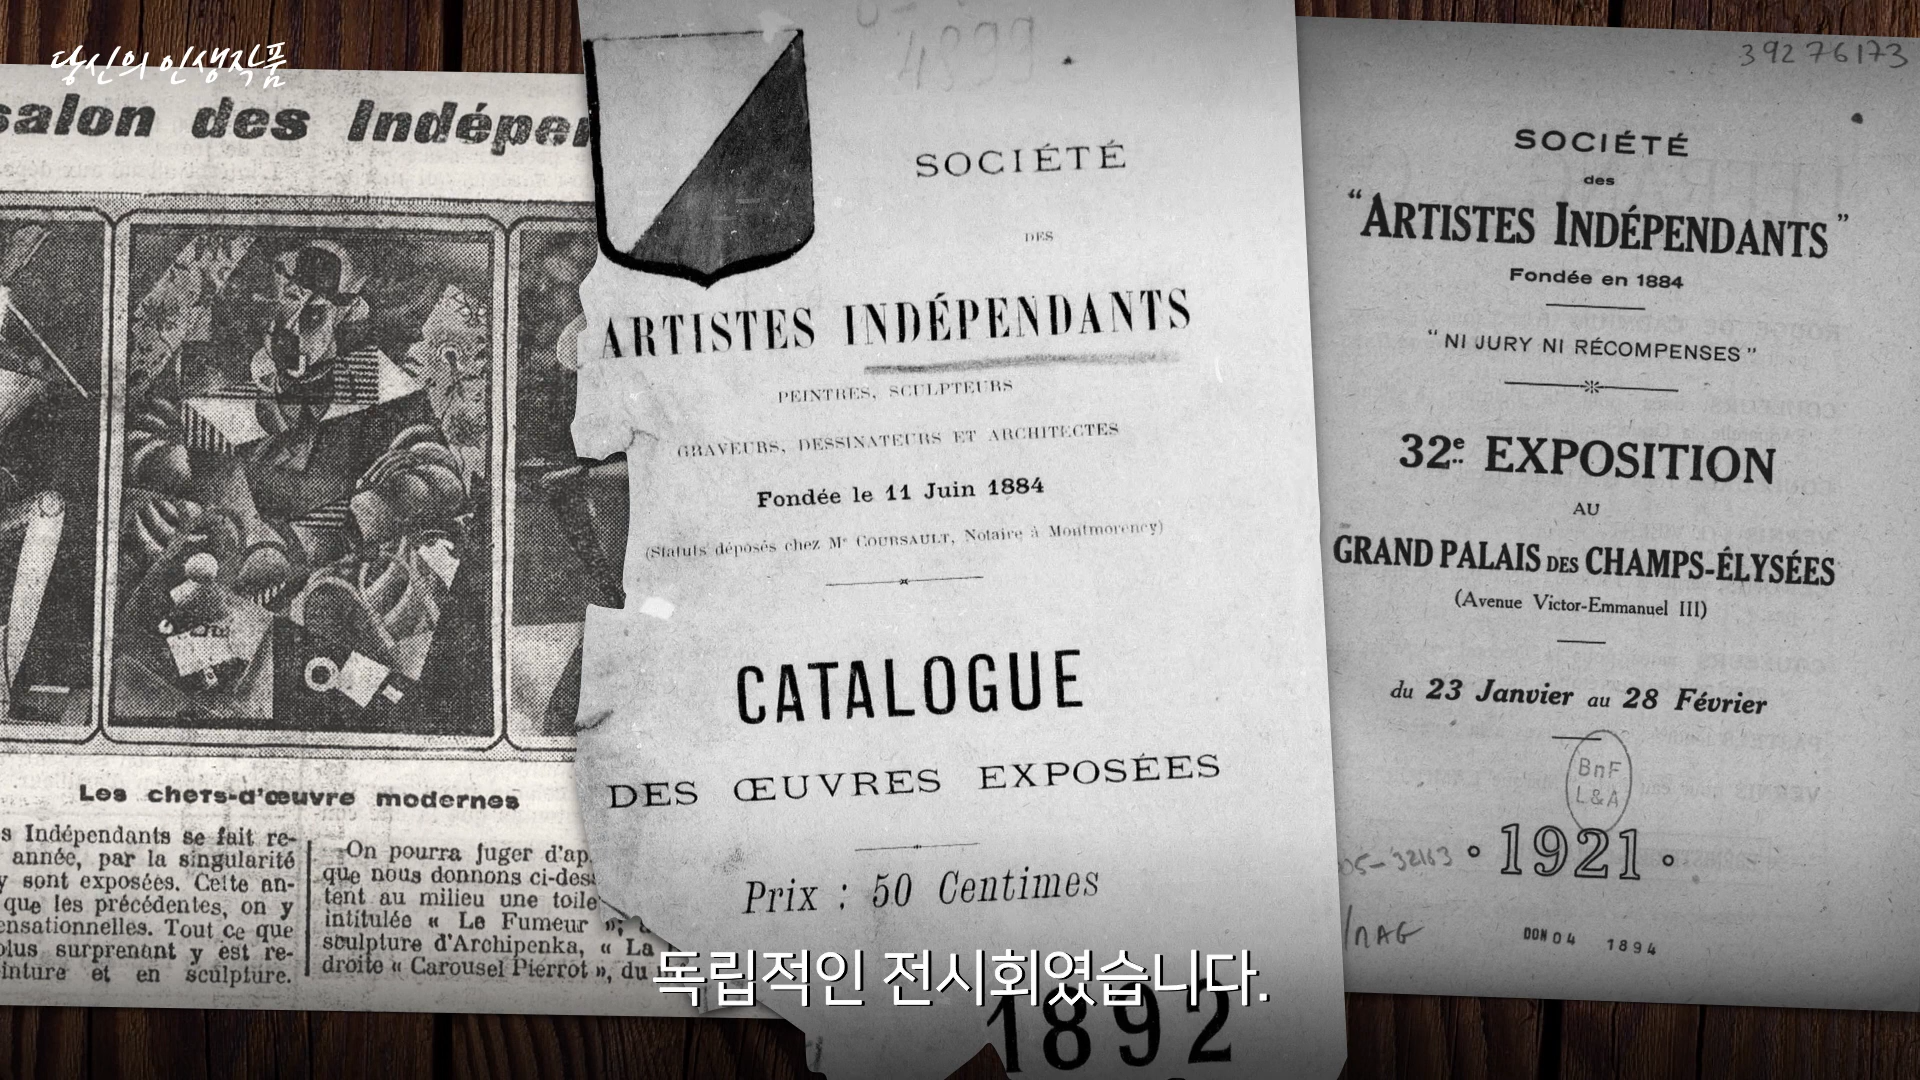 당신의 인생작품
salon des Indépen
Les chefs-d'œuvre modernes
s Indépendants se fait re-
année, par la singularité
y sont exposées. Cette an-
que les précédentes, on y
ensationnelles. Tout ce que
plus surprenant y est re-
einture et en sculpture.
On pourra juger d'ap
que nous donnons ci-des
tent au milieu une toile
intitulée « Le Fumeur »;
sculpture d'Archipenka, « La
droite « Carousel Pierrot », du
SOCIÉTÉ
DES
ARTISTES INDÉPENDANTS
PEINTRES, SCULPTEURS
GRAVEURS, DESSINATEURS ET ARCHITECTES
Fondée le 11 Juin 1884
(Statuts déposés chez Me COURSAULT, Notaire à Montmorency)
CATALOGUE
DES ŒUVRES EXPOSÉES
Prix : 50 Centimes
1892
39276173
SOCIÉTÉ
des
"ARTISTES INDÉPENDANTS"
Fondée en 1884
"NI JURY NI RÉCOMPENSES"
32e EXPOSITION
AU
GRAND PALAIS DES CHAMPS-ÉLYSÉES
(Avenue Victor-Emmanuel III)
du 23 Janvier au 28 Février
BnF
L&A
1921
05-32163
DON 04 1894
독립적인 전시회였습니다.